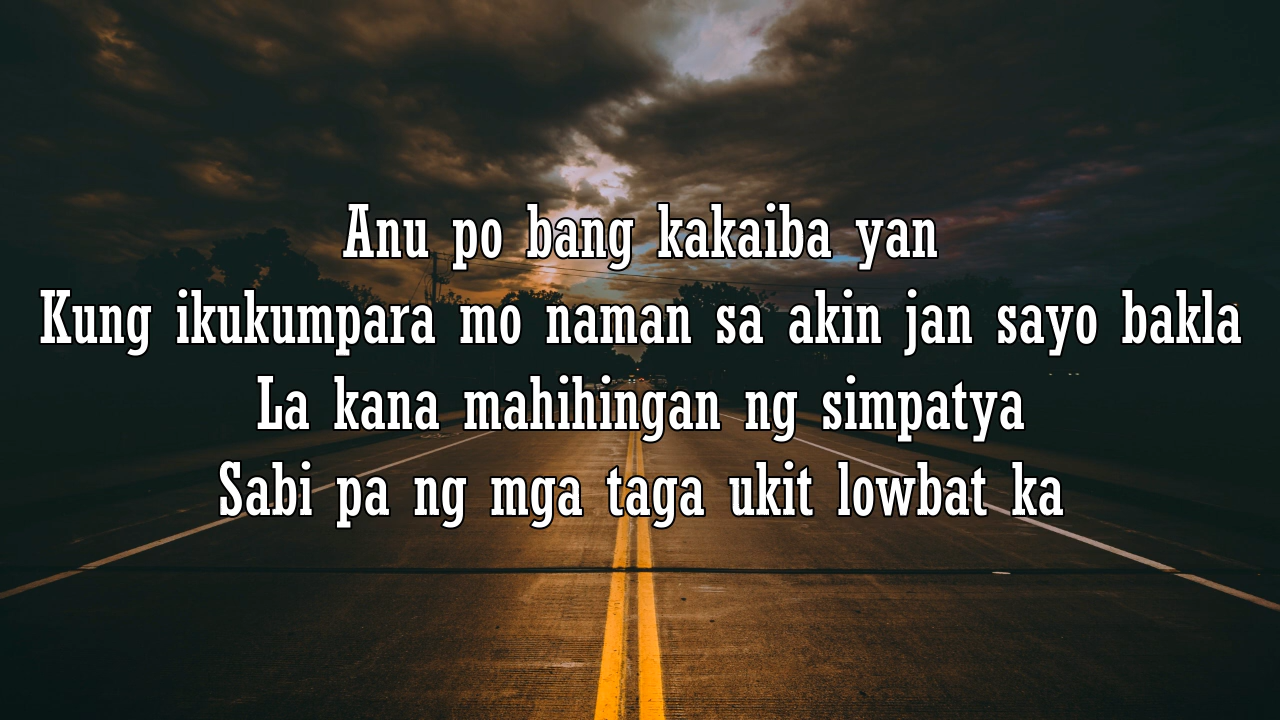 Anu po bang kakaiba yan
Kung ikukumpara mo naman sa akin jan sayo bakla
La kana mahihingan ng simpatya
Sabi pa ng mga taga ukit lowbat ka